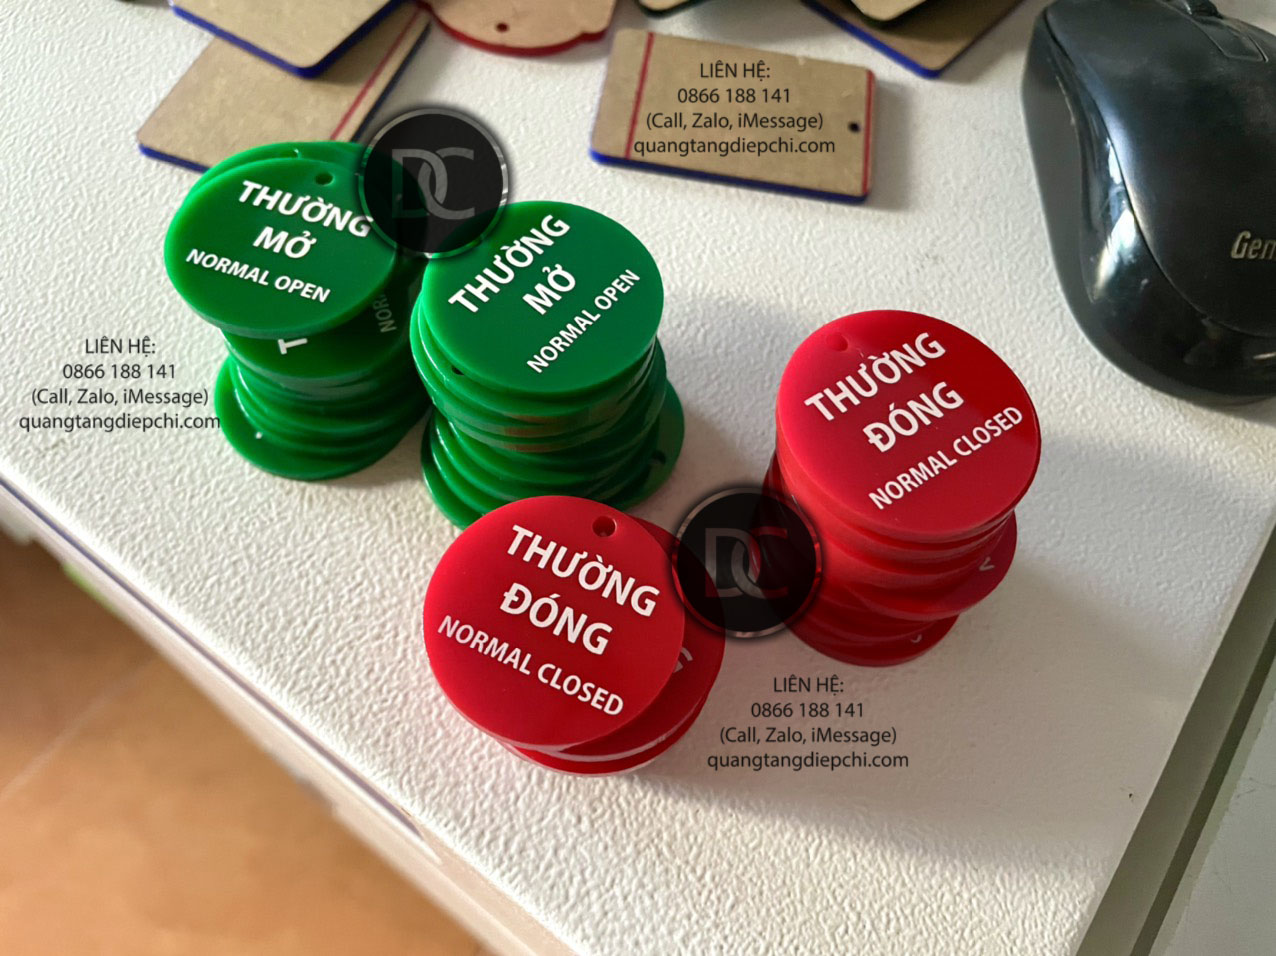 LIÊN HỆ:
0866 188 141
(Call, Zalo, iMessage)
quangtangdiepchi.com
DC
THƯỜNG
MỞ
NORMAL OPEN
THƯỜNG
MỞ
NORMAL OPEN
T
NOR
Gen
LIÊN HỆ:
0866 188 141
(Call, Zalo, iMessage)
quangtangdiepchi.com
THƯỜNG
ĐÓNG
NORMAL CLOSED
THƯỜNG
ĐÓNG
NORMAL CLOSED
DC
LIÊN HỆ:
0866 188 141
(Call, Zalo, iMessage)
quangtangdiepchi.com